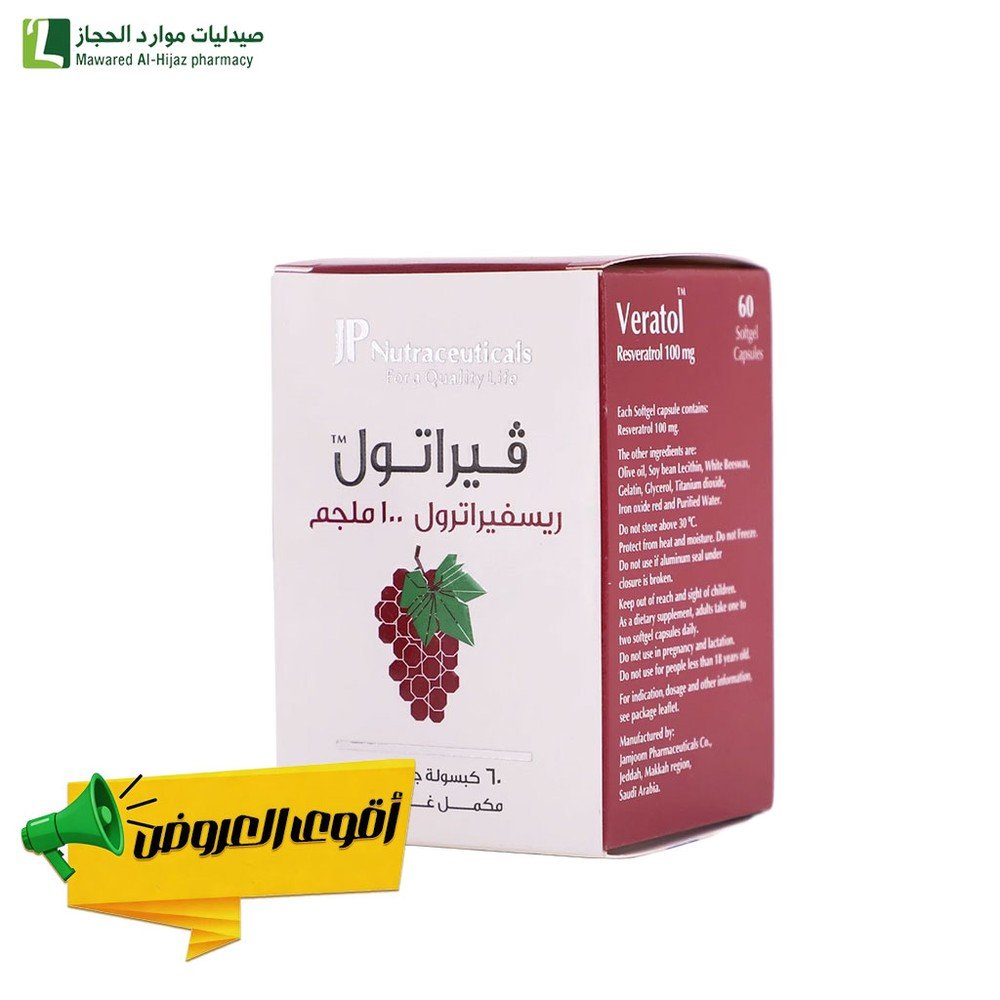 صيدليات موارد الحجاز
Mawared Al-Hijaz pharmacy
JP Nutraceuticals
For a Quality Life
ڤيراتول™
ريسفيراترول ١٠٠ ملجم
٦٠ كبسولة
مكمل
Veratol™
Resveratrol 100 mg
60
Softgel
Capsules
Each Softgel capsule contains:
Resveratrol 100 mg
The other ingredients are:
Olive oil, Soy bean Lecithin, White Beeswax,
Gelatin, Glycerol, Titanium dioxide,
Iron oxide red and Purified Water.
Do not store above 30 °C.
Protect from heat and moisture. Do not Freeze.
Do not use if aluminum seal under
closure is broken.
Keep out of reach and sight of children.
As a dietary supplement, adults take one to
two softgel capsules daily.
Do not use in pregnancy and lactation.
Do not use for people less than 18 years old.
For indication, dosage and other information,
see package leaflet.
Manufactured by:
Jamjoom Pharmaceuticals Co.,
Jeddah, Makkah region,
Saudi Arabia.
أقوى العروض